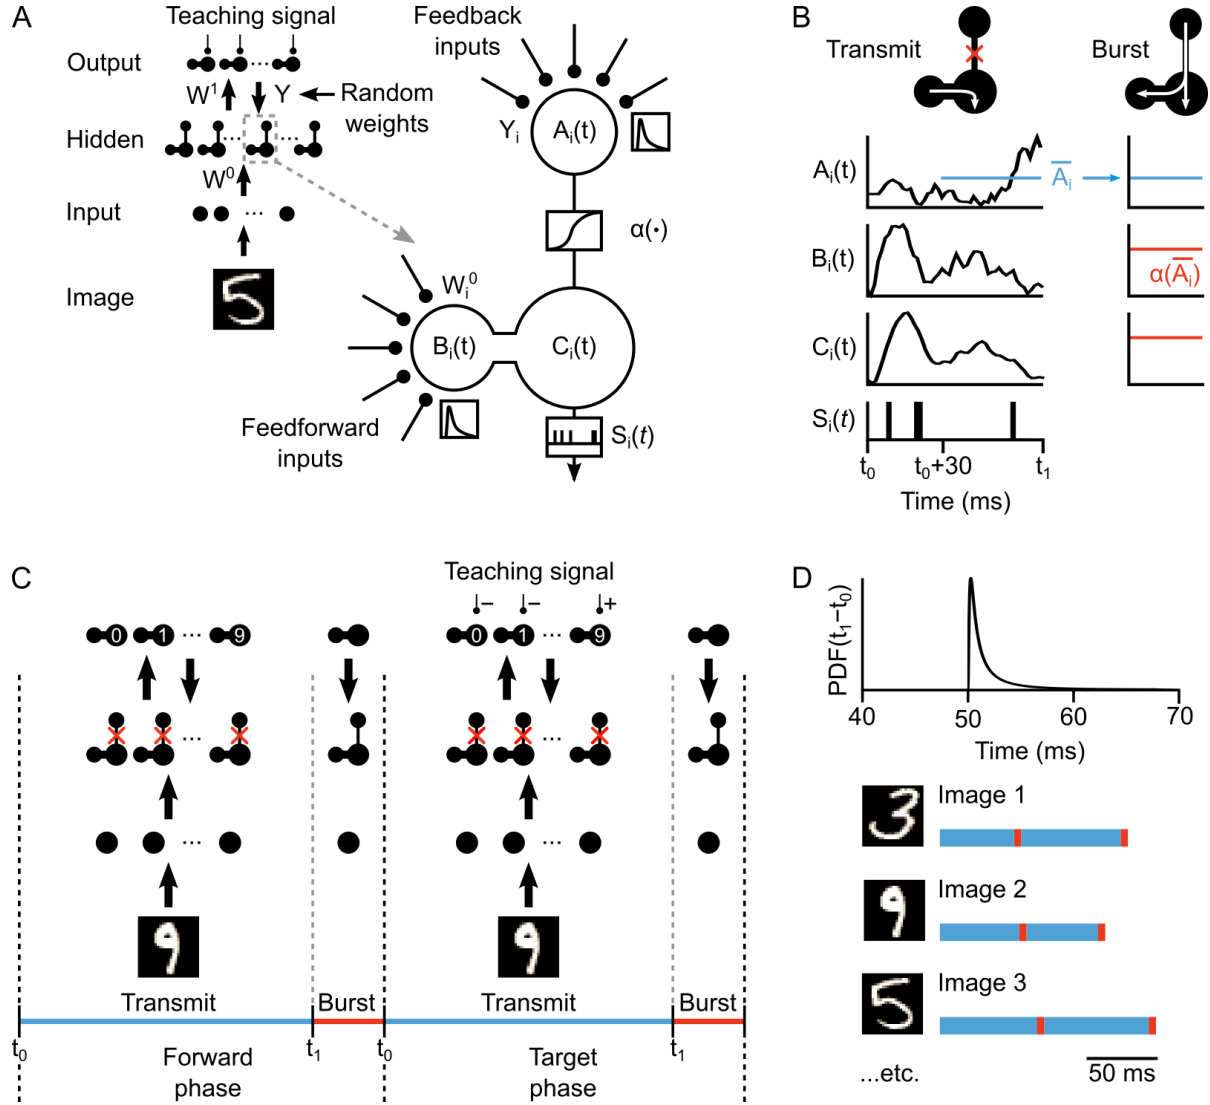 A
Teaching signal
Output
W¹
Y
Random
weights
Hidden
W⁰
Input
Image
Feedback
inputs
Yᵢ
Aᵢ(t)
α(·)
Wᵢ⁰
Bᵢ(t)
Cᵢ(t)
Feedforward
inputs
Sᵢ(t)
B
Transmit
Burst
Aᵢ(t)
A̅ᵢ
Bᵢ(t)
α(A̅ᵢ)
Cᵢ(t)
Sᵢ(t)
t₀
t₀+30
t₁
Time (ms)
C
Teaching signal
− − +
0 1 ... 9
0 1 ... 9
Transmit
Burst
Transmit
Burst
t₀
t₁
t₀
t₁
Forward
phase
Target
phase
D
PDF(t₁−t₀)
40 50 60 70
Time (ms)
3
Image 1
9
Image 2
5
Image 3
...etc.
50 ms